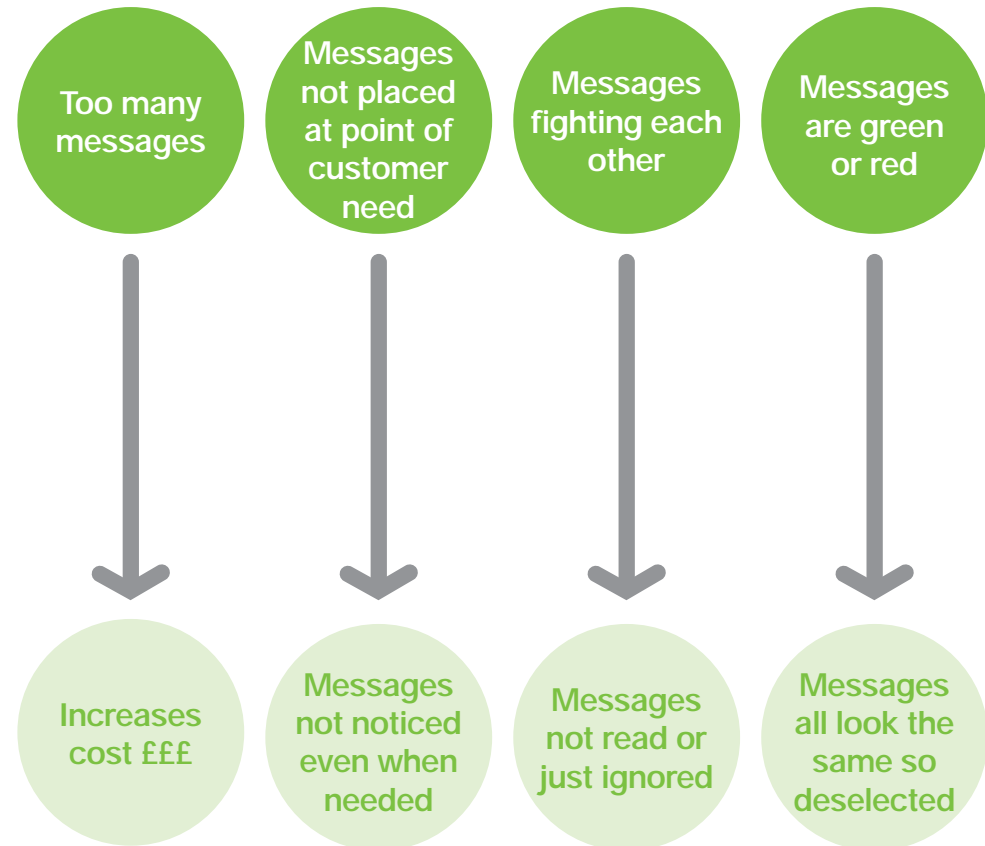 Too many
messages
Messages
not placed
at point of
customer
need
Messages
fighting each
other
Messages
are green
or red
Increases
cost £££
Messages
not noticed
even when
needed
Messages
not read or
just ignored
Messages
all look the
same so
deselected